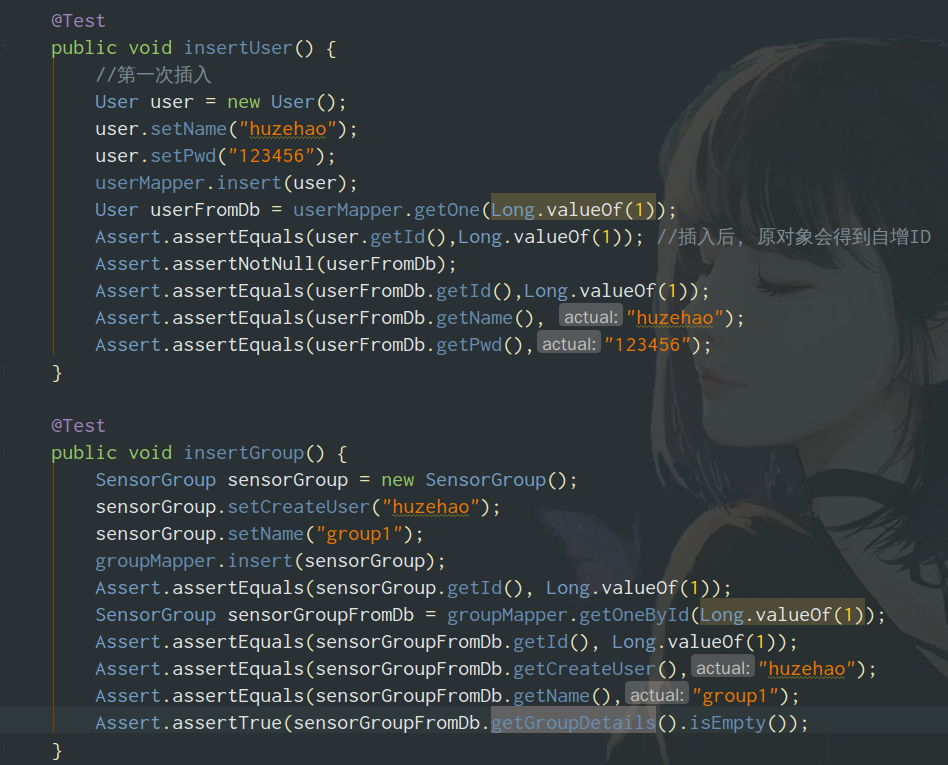 @Test
public void insertUser() {
//第一次插入
User user = new User();
user.setName("huzehao");
user.setPwd("123456");
userMapper.insert(user);
User userFromDb = userMapper.getOne(Long.valueOf(1));
Assert.assertEquals(user.getId(),Long.valueOf(1)); //插入后, 原对象会得到自增ID
Assert.assertNotNull(userFromDb);
Assert.assertEquals(userFromDb.getId(),Long.valueOf(1));
Assert.assertEquals(userFromDb.getName(), actual: "huzehao");
Assert.assertEquals(userFromDb.getPwd(), actual: "123456");
}
@Test
public void insertGroup() {
SensorGroup sensorGroup = new SensorGroup();
sensorGroup.setCreateUser("huzehao");
sensorGroup.setName("group1");
groupMapper.insert(sensorGroup);
Assert.assertEquals(sensorGroup.getId(), Long.valueOf(1));
SensorGroup sensorGroupFromDb = groupMapper.getOneById(Long.valueOf(1));
Assert.assertEquals(sensorGroupFromDb.getId(), Long.valueOf(1));
Assert.assertEquals(sensorGroupFromDb.getCreateUser(), actual: "huzehao");
Assert.assertEquals(sensorGroupFromDb.getName(), actual: "group1");
Assert.assertTrue(sensorGroupFromDb.getGroupDetails().isEmpty());
}